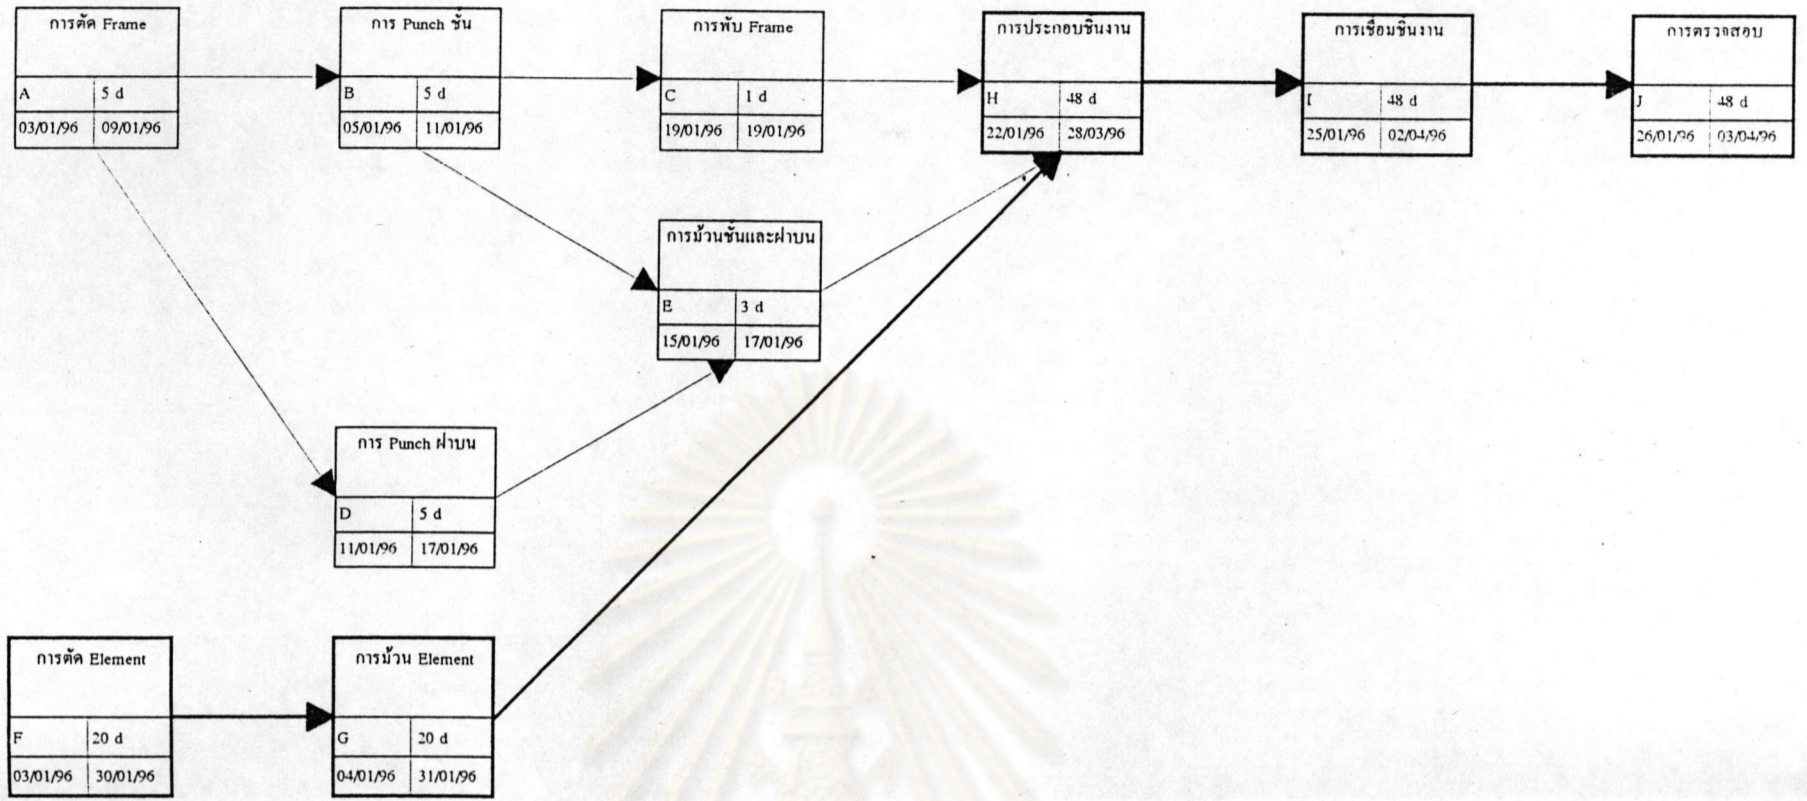 การตัด Frame
A 5 d
03/01/96 09/01/96
การ Punch ชั้น
B 5 d
05/01/96 11/01/96
การพับ Frame
C 1 d
19/01/96 19/01/96
การประกอบชิ้นงาน
H 48 d
22/01/96 28/03/96
การเชื่อมชิ้นงาน
I 48 d
25/01/96 02/04/96
การตรวจสอบ
J 48 d
26/01/96 03/04/96
การม้วนชั้นและฝาบน
E 3 d
15/01/96 17/01/96
การ Punch ฝาบน
D 5 d
11/01/96 17/01/96
การตัด Element
F 20 d
03/01/96 30/01/96
การม้วน Element
G 20 d
04/01/96 31/01/96